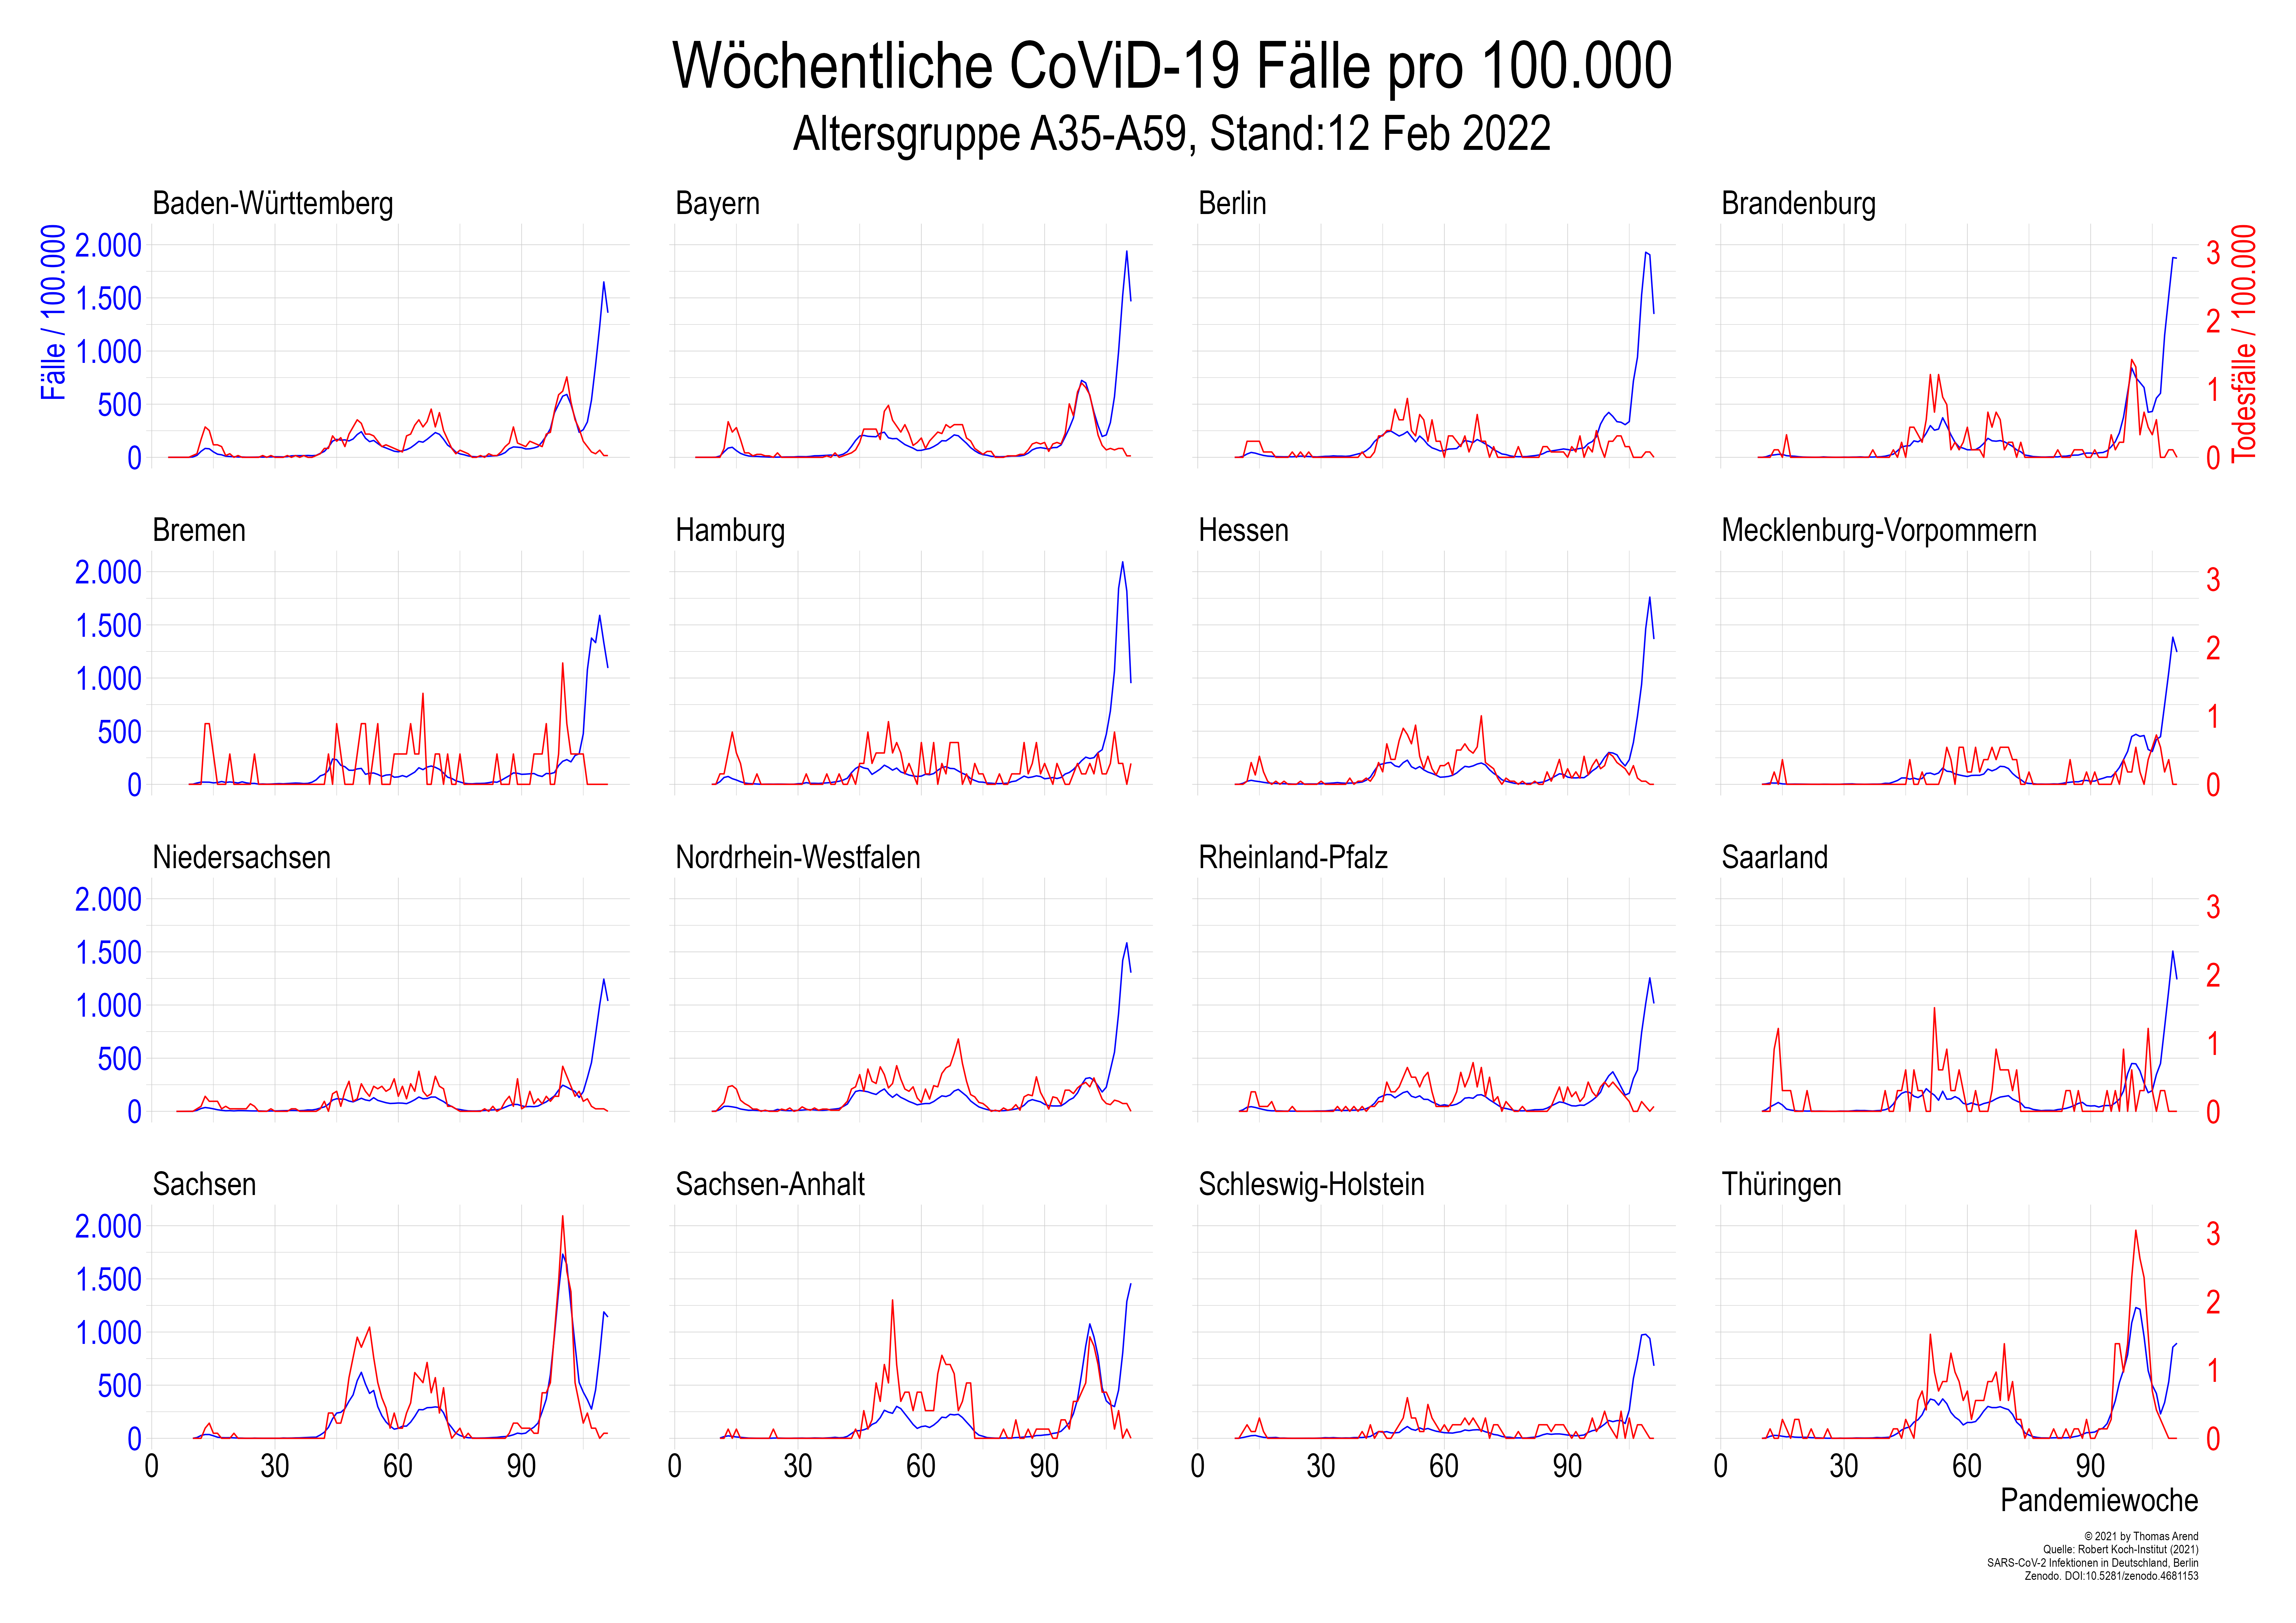 Wöchentliche CoViD-19 Fälle pro 100.000
Altersgruppe A35-A59, Stand:12 Feb 2022
Baden-Württemberg
Bayern
Berlin
Brandenburg
Fälle / 100.000
2.000
1.500
1.000
500
0
3
2
1
0
Todesfälle / 100.000
Bremen
Hamburg
Hessen
Mecklenburg-Vorpommern
2.000
1.500
1.000
500
0
3
2
1
0
Niedersachsen
Nordrhein-Westfalen
Rheinland-Pfalz
Saarland
2.000
1.500
1.000
500
0
3
2
1
0
Sachsen
Sachsen-Anhalt
Schleswig-Holstein
Thüringen
2.000
1.500
1.000
500
0
3
2
1
0
0 30 60 90
0 30 60 90
0 30 60 90
0 30 60 90
Pandemiewoche
© 2021 by Thomas Arend
Quelle: Robert Koch-Institut (2021)
SARS-CoV-2 Infektionen in Deutschland, Berlin
Zenodo. DOI:10.5281/zenodo.4681153